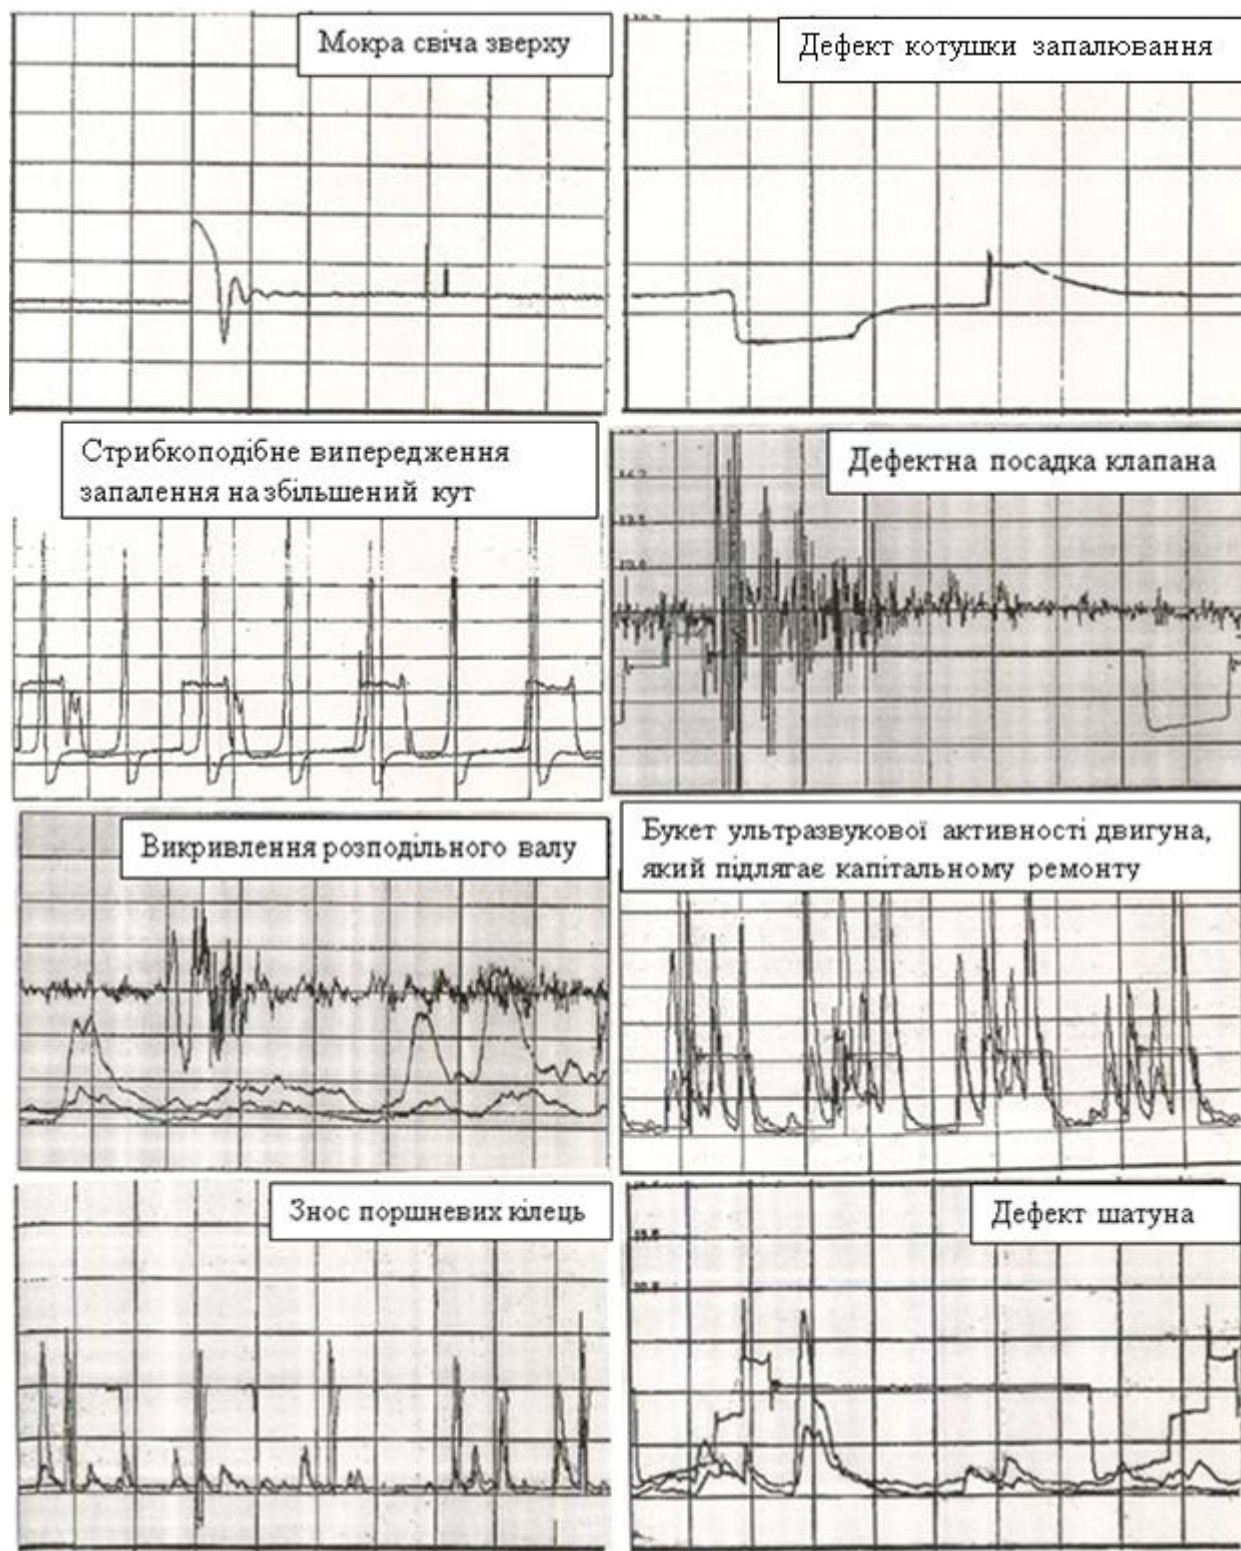 Мокра свіча зверху
Дефект котушки запалювання
Стрибкоподібне випередження
запалення на збільшений кут
Дефектна посадка клапана
Викривлення розподільного валу
Букет ультразвукової активності двигуна,
який підлягає капітальному ремонту
Знос поршневих кілець
Дефект шатуна